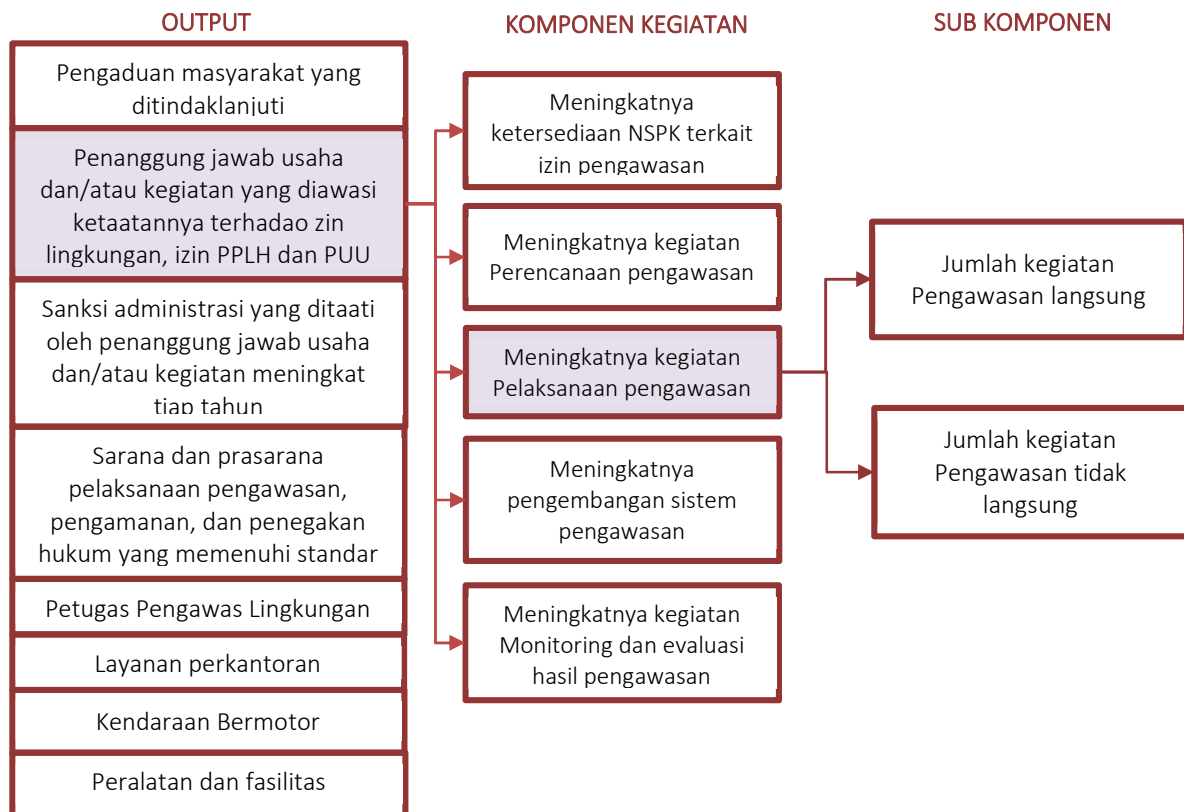 OUTPUT
Pengaduan masyarakat yang
ditindaklanjuti
Penanggung jawab usaha
dan/atau kegiatan yang diawasi
ketaatannya terhadao zin
lingkungan, izin PPLH dan PUU
Sanksi administrasi yang ditaati
oleh penanggung jawab usaha
dan/atau kegiatan meningkat
tiap tahun
Sarana dan prasarana
pelaksanaan pengawasan,
pengamanan, dan penegakan
hukum yang memenuhi standar
Petugas Pengawas Lingkungan
Layanan perkantoran
Kendaraan Bermotor
Peralatan dan fasilitas
KOMPONEN KEGIATAN
Meningkatnya
ketersediaan NSPK terkait
izin pengawasan
Meningkatnya kegiatan
Perencanaan pengawasan
Meningkatnya kegiatan
Pelaksanaan pengawasan
Meningkatnya
pengembangan sistem
pengawasan
Meningkatnya kegiatan
Monitoring dan evaluasi
hasil pengawasan
SUB KOMPONEN
Jumlah kegiatan
Pengawasan langsung
Jumlah kegiatan
Pengawasan tidak
langsung